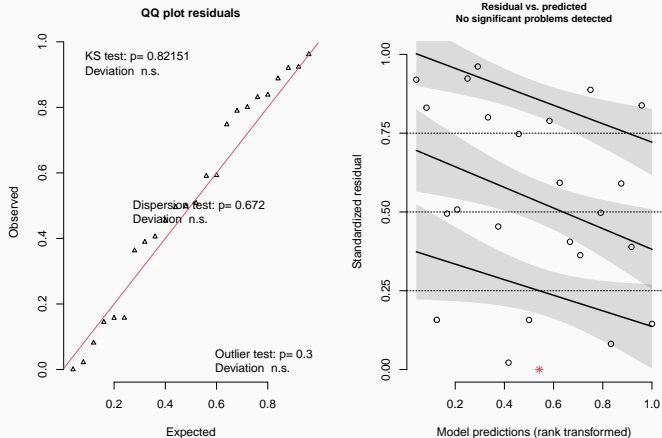 QQ plot residuals
KS test: p= 0.82151
Deviation n.s.
Dispersion test: p= 0.672
Deviation n.s.
Outlier test: p= 0.3
Deviation n.s.
Observed
0.0
0.2
0.4
0.6
0.8
1.0
0.2
0.4
0.6
0.8
Expected
Residual vs. predicted
No significant problems detected
Standardized residual
0.00
0.25
0.50
0.75
1.00
0.2
0.4
0.6
0.8
1.0
Model predictions (rank transformed)